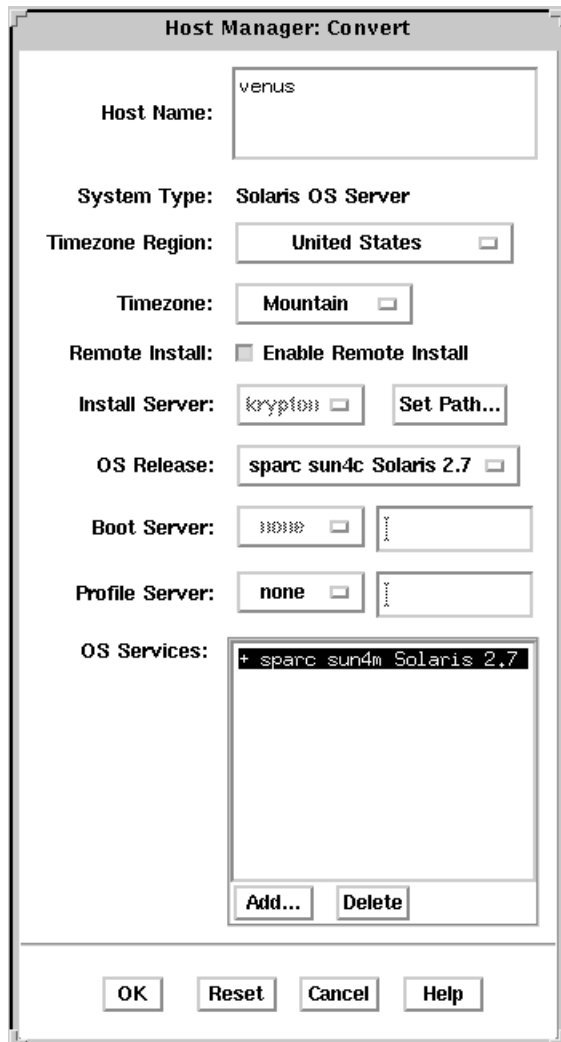 Host Manager: Convert
Host Name: venus
System Type: Solaris OS Server
Timezone Region: United States
Timezone: Mountain
Remote Install: Enable Remote Install
Install Server: krypton Set Path...
OS Release: sparc sun4c Solaris 2.7
Boot Server: none
Profile Server: none
OS Services: + sparc sun4m Solaris 2.7
Add... Delete
OK Reset Cancel Help